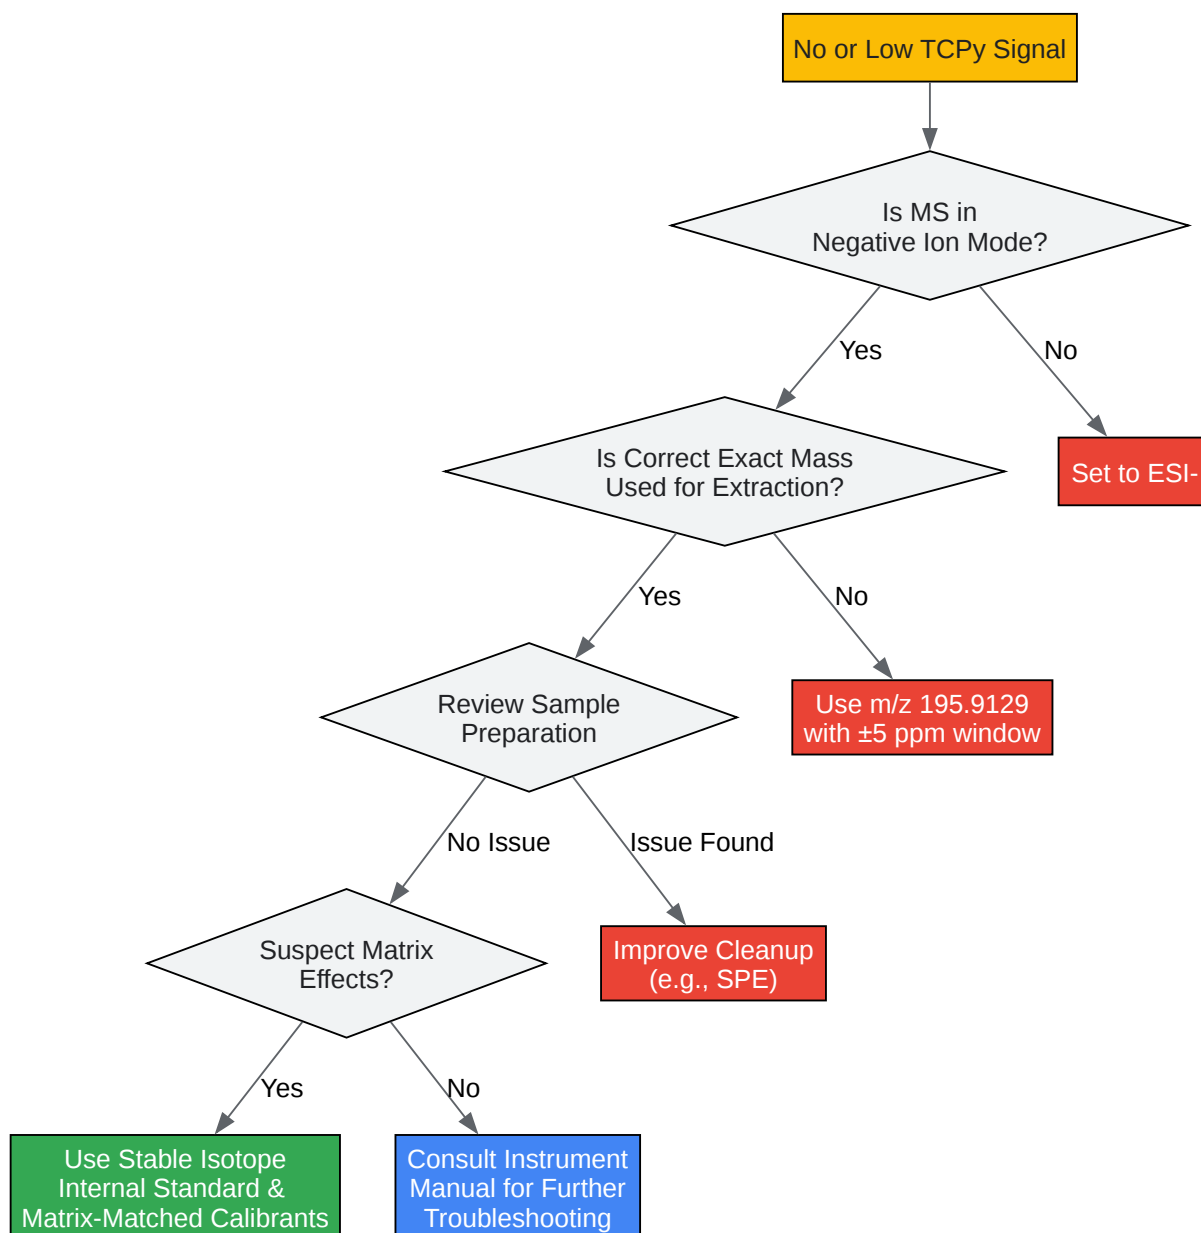 No or Low TCPy Signal
Is MS in
Negative Ion Mode?
Yes
No
Is Correct Exact Mass
Used for Extraction?
Set to ESI-
Yes
No
Review Sample
Preparation
Use m/z 195.9129
with ±5 ppm window
No Issue
Issue Found
Suspect Matrix
Effects?
Improve Cleanup
(e.g., SPE)
Yes
No
Use Stable Isotope
Internal Standard &
Matrix-Matched Calibrants
Consult Instrument
Manual for Further
Troubleshooting